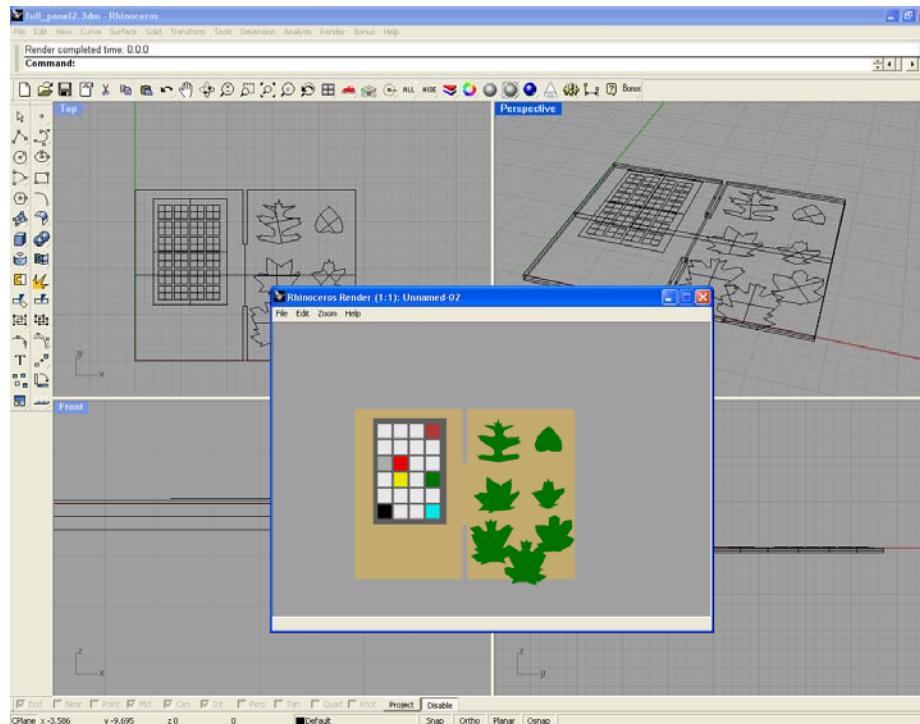 full_panel2.3dm - Rhinoceros
File Edit View Curve Surface Solid Transform Tools Dimension Analyze Render Bonus Help
Render completed time: 0:0:0
Command:
ALL HIDE Bonus
Top
Perspective
Rhinoceros Render (1:1): Unnamed-02
File Edit Zoom Help
y
x
T
Front
z
x
z
y
End Near Point Mid Cen Int Perp Tan Quad Knot Project Disable
CPlane x -3.586 y -9.695 z 0 0 Default Snap Ortho Planar Osnap